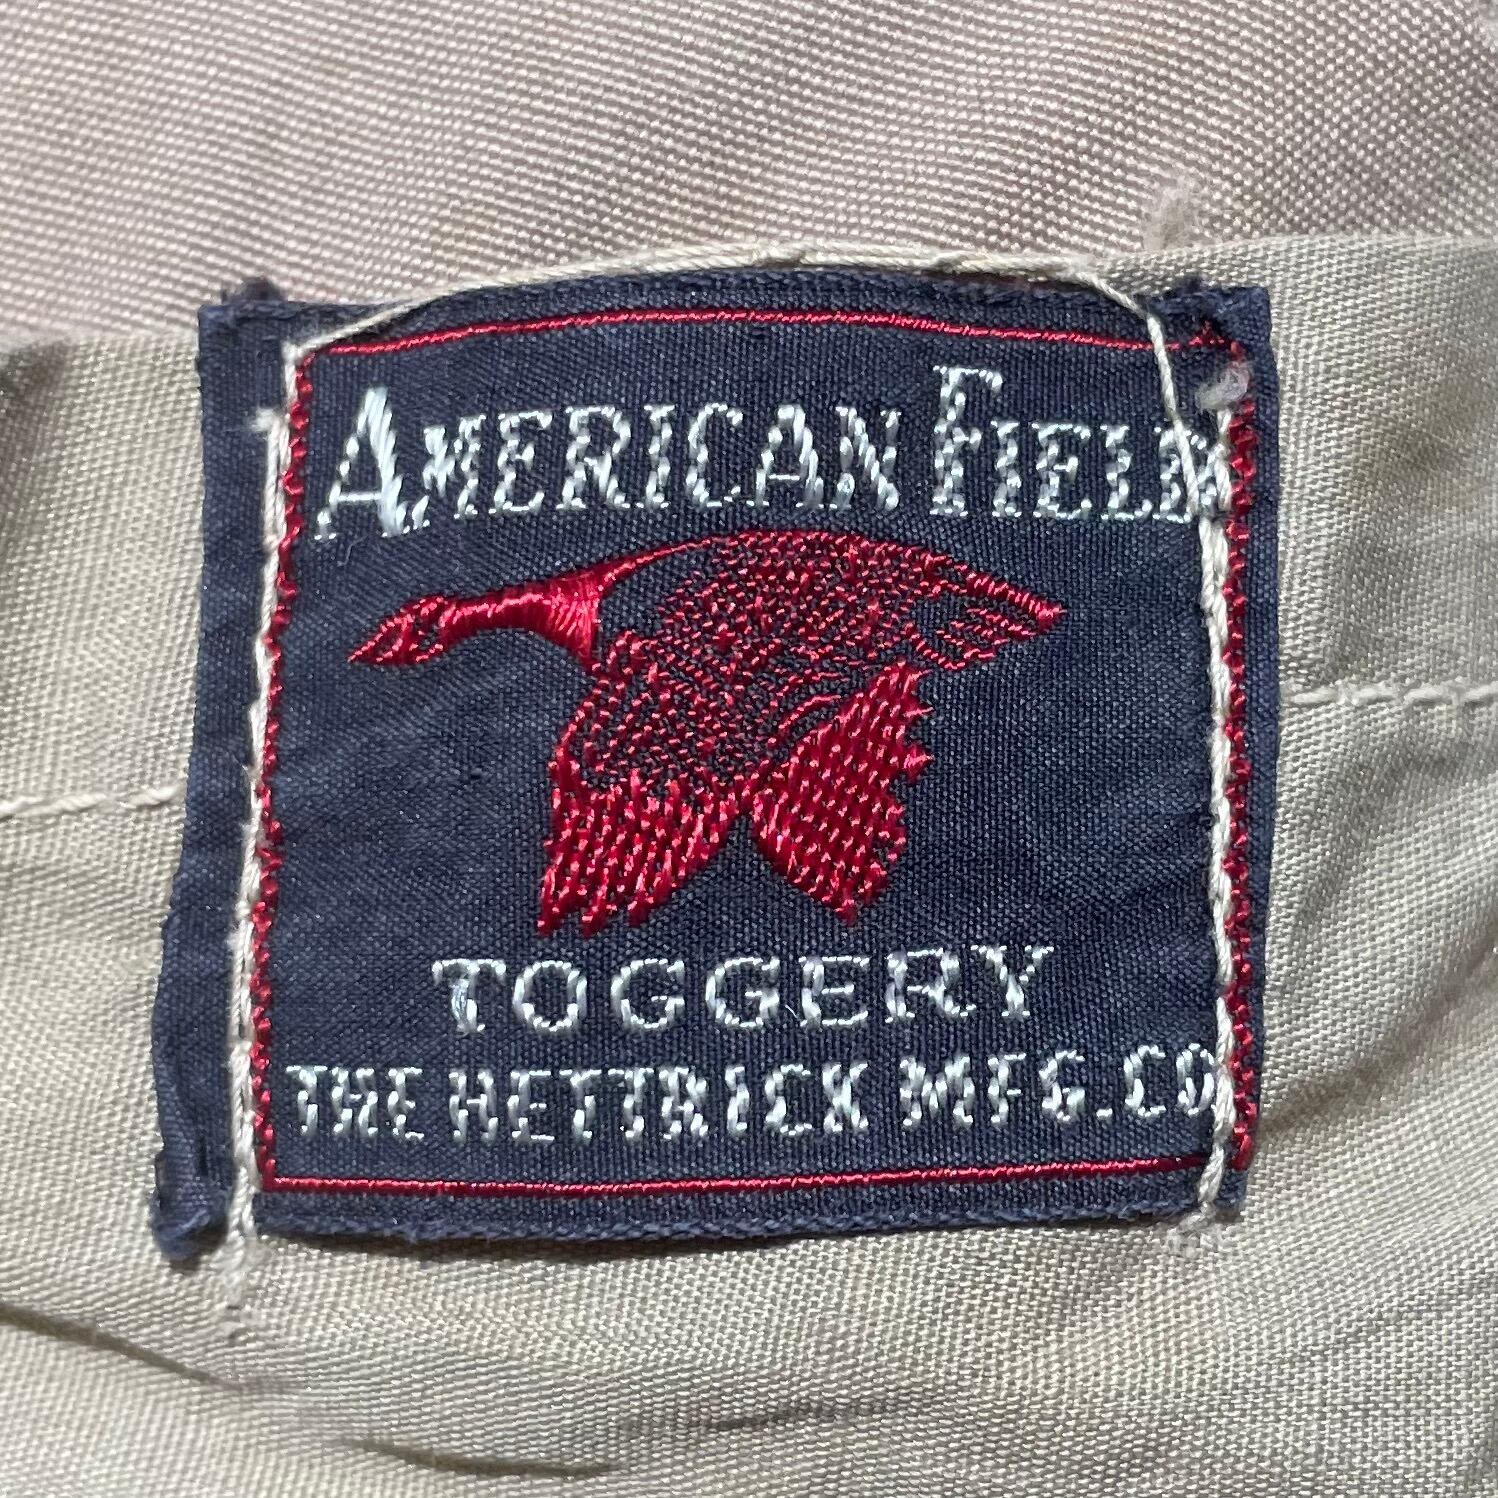 AMERICAN FIELD
TOGGERY
THE HETTRICK MFG.CO